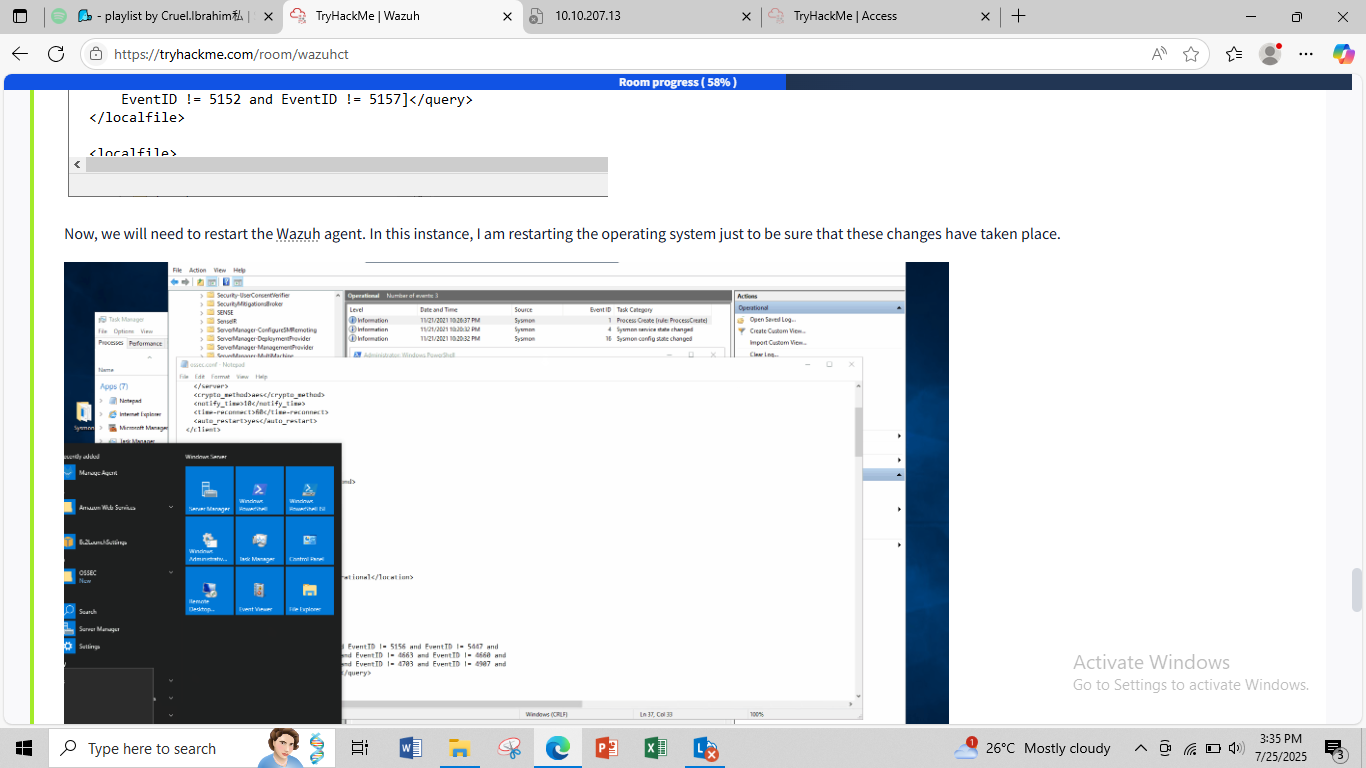 - playlist by Cruel.Ibrahim私 |
TryHackMe | Wazuh
10.10.207.13
TryHackMe | Access
https://tryhackme.com/room/wazuhct
Room progress ( 58% )
EventID != 5152 and EventID != 5157]</query>
</localfile>
<localfile>
Now, we will need to restart the Wazuh agent. In this instance, I am restarting the operating system just to be sure that these changes have taken place.
File Action View Help
Security-UserConsentVerifier
SecurityMitigationsBroker
SENSE
SenseIR
ServerManager-ConfigureSMRemoting
ServerManager-DeploymentProvider
ServerManager-ManagementProvider
ServerManager-MultiMachine
Operational Number of events: 3
Level Date and Time Source Event ID Task Category
Information 11/21/2021 10:20:37 PM Sysmon 1 Process Create (rule: ProcessCreate)
Information 11/21/2021 10:20:32 PM Sysmon 4 Sysmon service state changed
Information 11/21/2021 10:20:32 PM Sysmon 16 Sysmon config state changed
Actions
Operational
Open Saved Log...
Create Custom View...
Import Custom View...
Clear Log...
Task Manager
File Options View
Processes Performance
Name
Apps (7)
Notepad
Internet Explorer
Microsoft Manager
Task Manager
Sysmon
Administrator: Windows PowerShell
ossec.conf - Notepad
File Edit Format View Help
</server>
<crypto_method>aes</crypto_method>
<notify_time>10</notify_time>
<time-reconnect>60</time-reconnect>
<auto_restart>yes</auto_restart>
</client>
and>
rational</location>
EventID != 5156 and EventID != 5447 and
and EventID != 4663 and EventID != 4660 and
and EventID != 4703 and EventID != 4907 and
/query>
Windows (CRLF) Ln 37, Col 33 100%
ecently added
Manage Agent
Amazon Web Services
Ec2LaunchSettings
OSSEC
New
Search
Server Manager
Settings
Windows Server
Server Manager
Windows PowerShell
Windows PowerShell ISE
Windows Administrativ...
Task Manager
Control Panel
Remote Desktop...
Event Viewer
File Explorer
Activate Windows
Go to Settings to activate Windows.
Type here to search
1
26°C Mostly cloudy
3:35 PM
7/25/2025
3